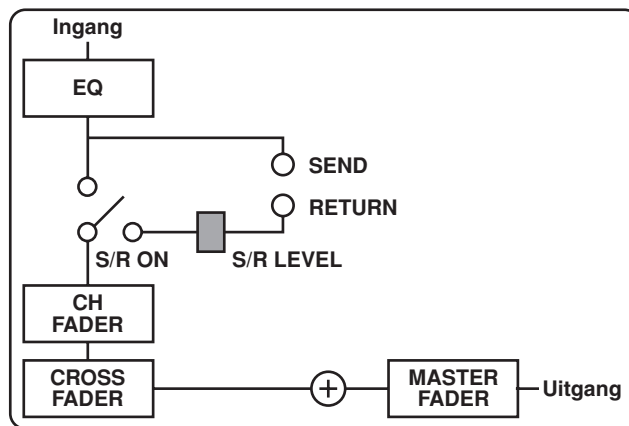 Ingang
EQ
SEND
RETURN
S/R ON
S/R LEVEL
CH
FADER
CROSS
FADER
+
MASTER
FADER
Uitgang